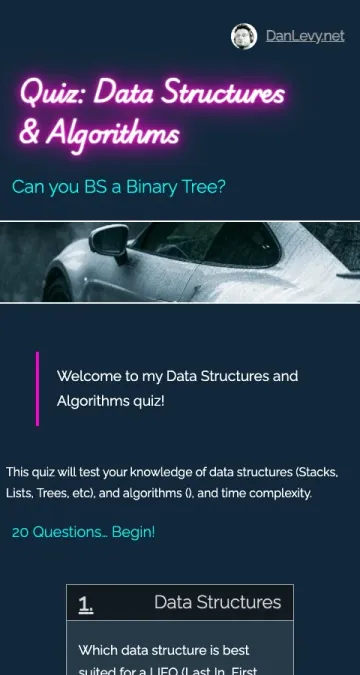 DanLevy.net
Quiz: Data Structures
& Algorithms
Can you BS a Binary Tree?
Welcome to my Data Structures and
Algorithms quiz!
This quiz will test your knowledge of data structures (Stacks,
Lists, Trees, etc), and algorithms (), and time complexity.
20 Questions… Begin!
1. Data Structures
Which data structure is best
suited for a LIFO (Last In, First